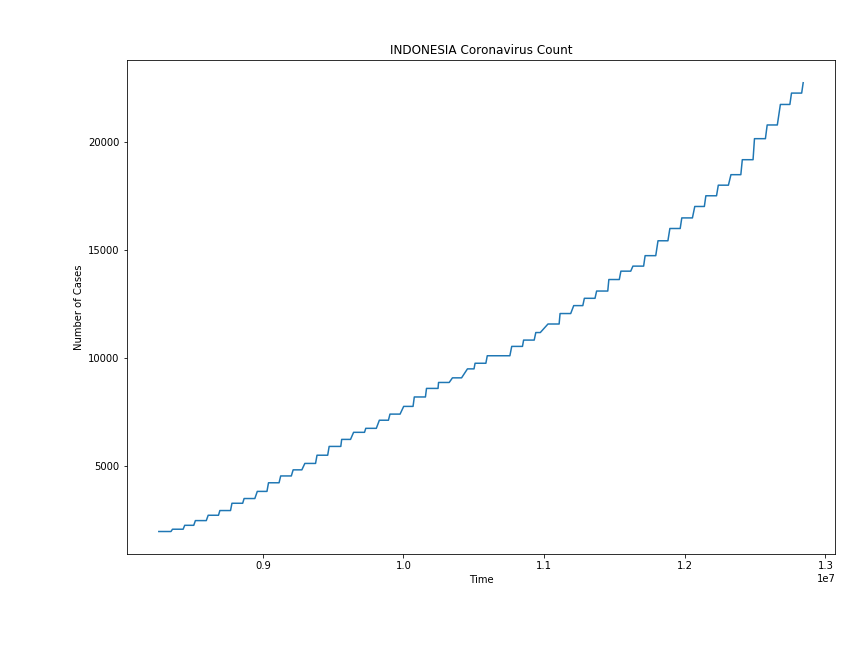 INDONESIA Coronavirus Count
20000
15000
10000
5000
Number of Cases
0.9 1.0 1.1 1.2 1.3
1e7
Time